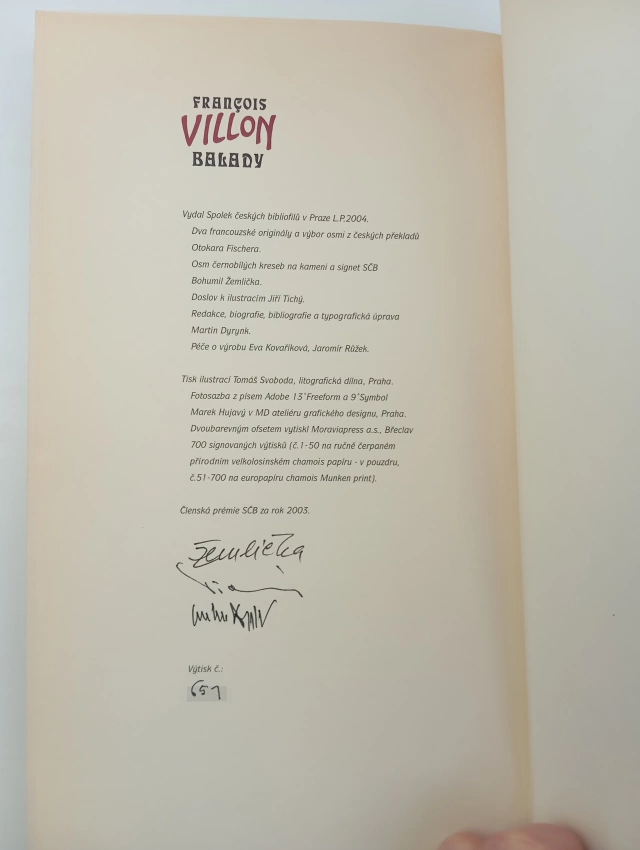 FRANÇOIS
VILLON
BALADY
Vydal Spolek českých bibliofilů v Praze L.P.2004.
Dva francouzské originály a výbor osmi z českých překladů
Otokara Fischera.
Osm černobílých kreseb na kameni a signet SČB
Bohumil Žemlička.
Doslov k ilustracím Jiří Tichý.
Redakce, biografie, bibliografie a typografická úprava
Martin Dyrynk.
Péče o výrobu Eva Kovaříková, Jaromír Růžek.
Tisk ilustrací Tomáš Svoboda, litografická dílna, Praha.
Fotosazba z písem Adobe 13˚Freeform a 9˚Symbol
Marek Hujavý v MD ateliéru grafického designu, Praha.
Dvoubarevným ofsetem vytiskl Moraviapress a.s., Břeclav
700 signovaných výtisků (č.1-50 na ručně čerpaném
přírodním velkolosinském chamois papíru - v pouzdru,
č.51-700 na europapíru chamois Munken print).
Členská prémie SČB za rok 2003.
Žemlička
Výtisk č.:
651